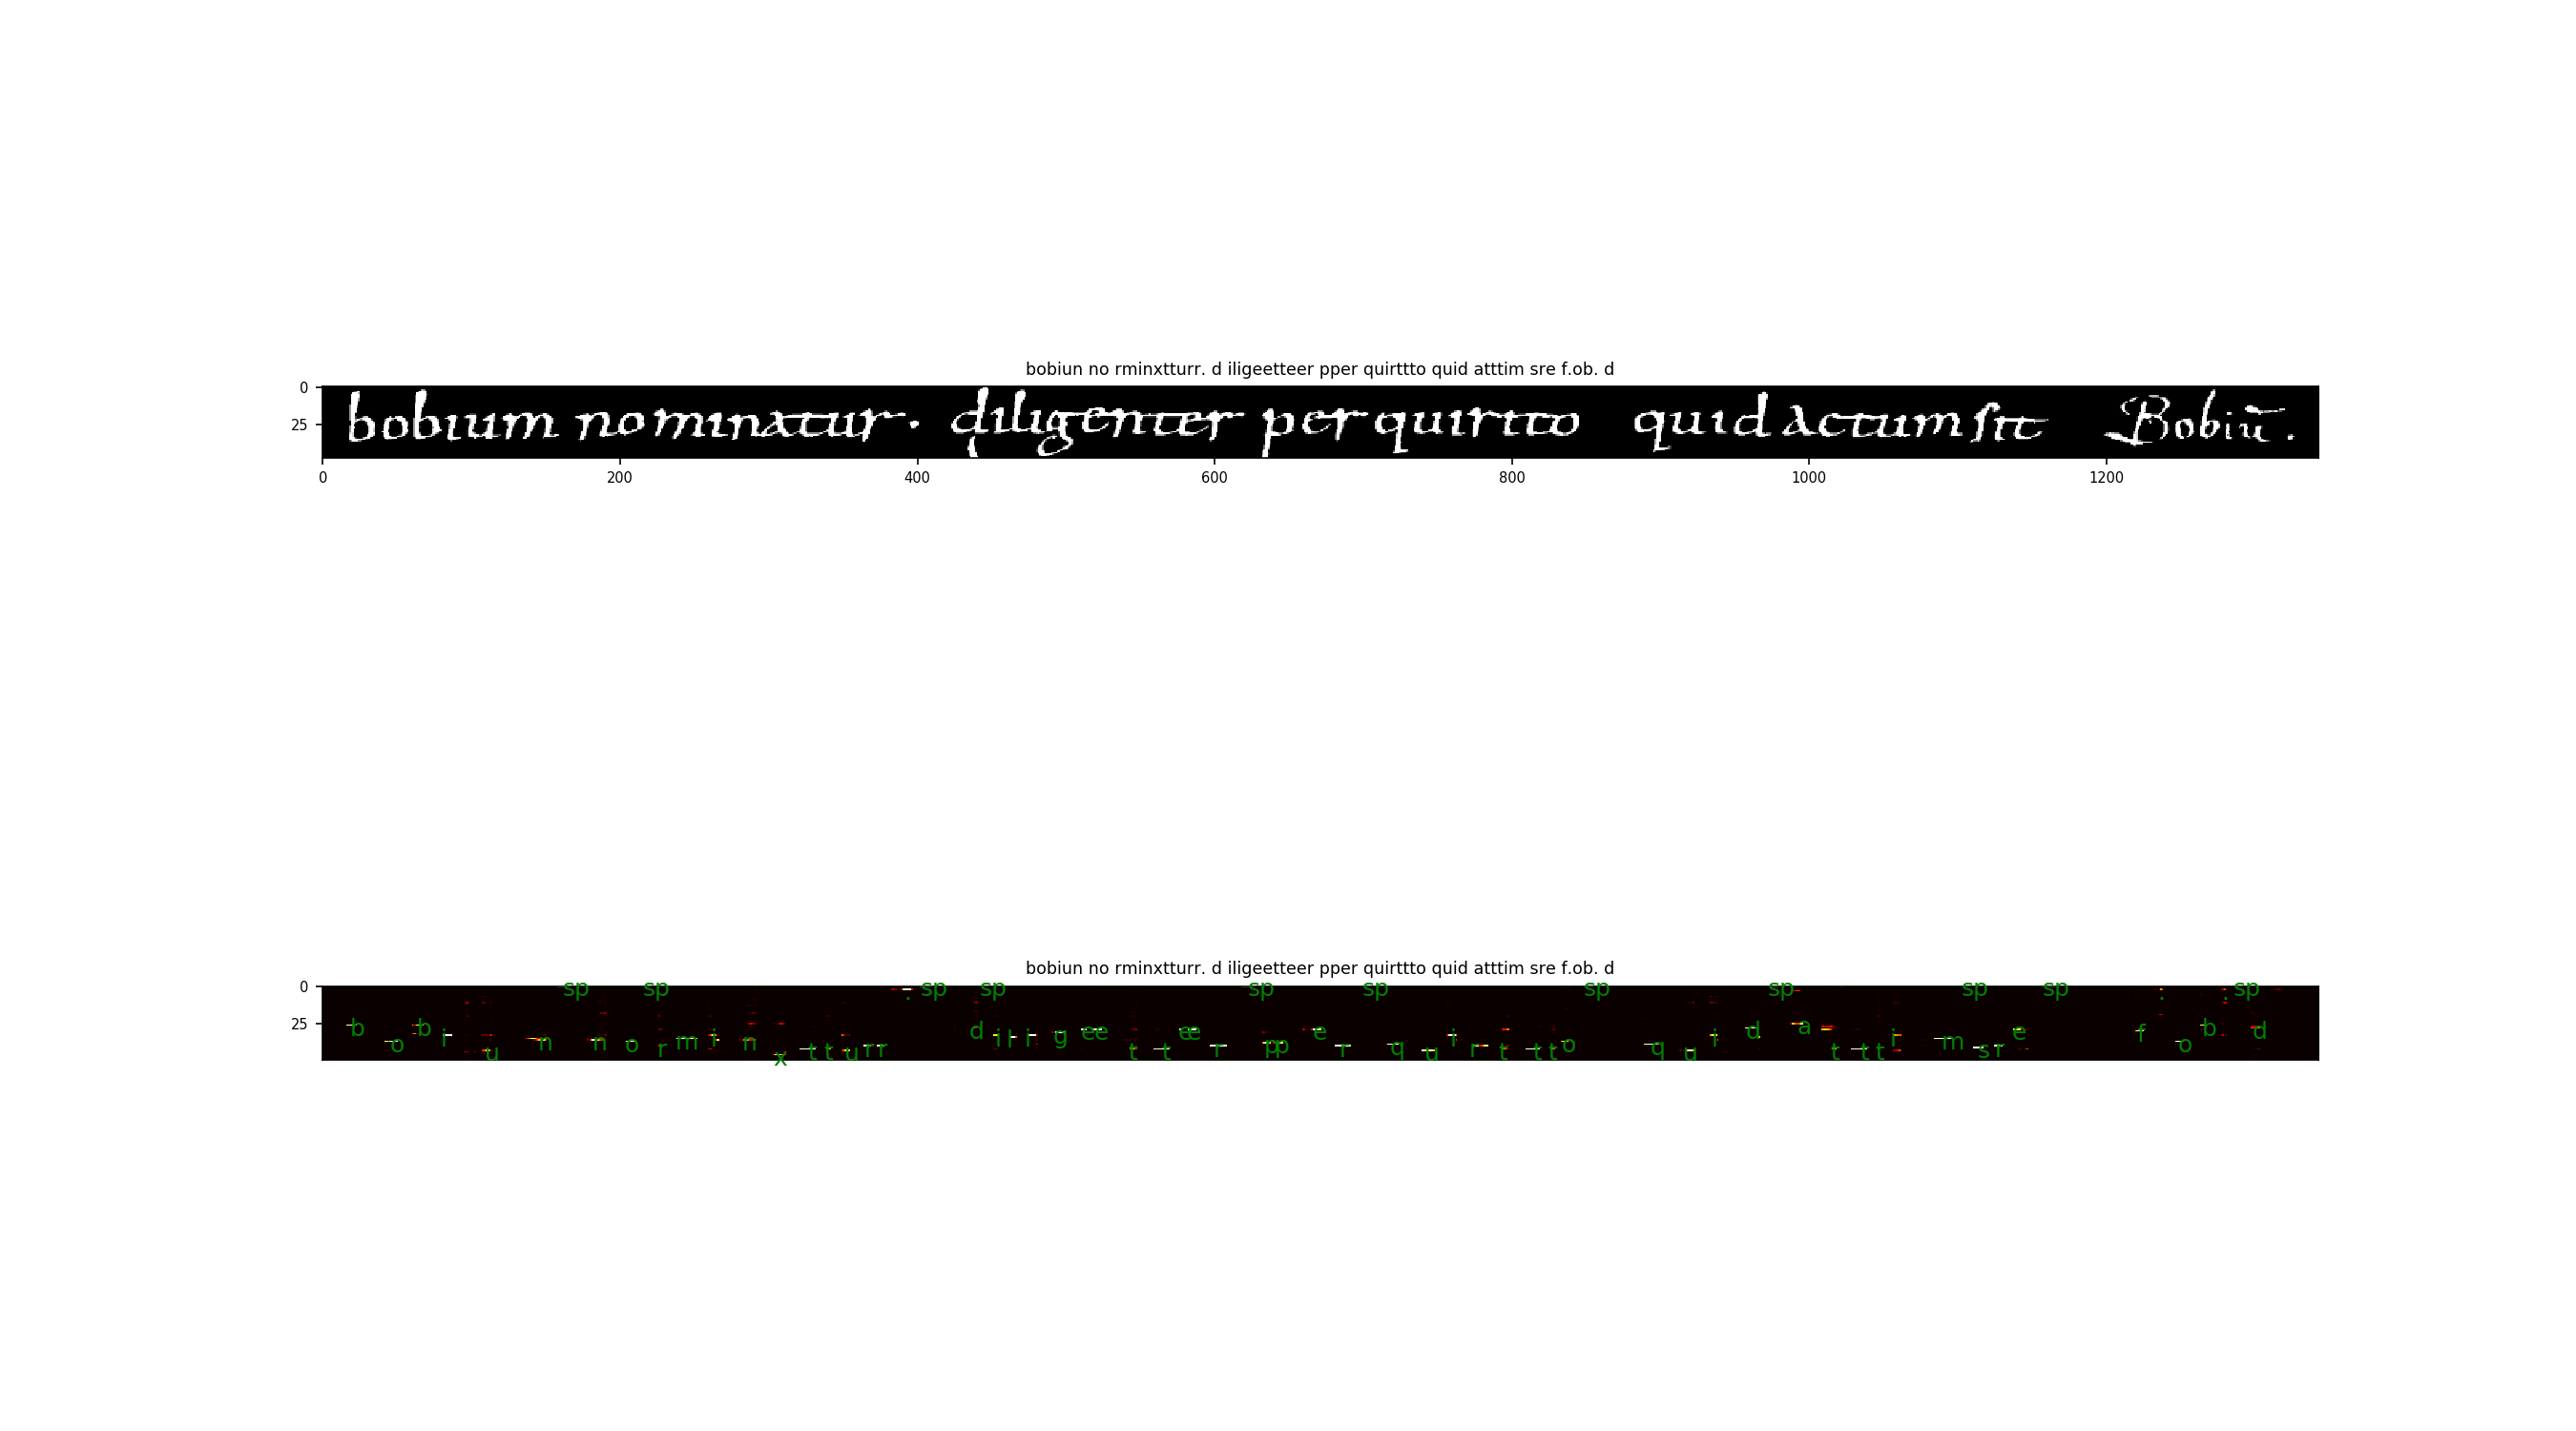 bobiun no rminxtturr. d iligeetteer pper quirttto quid atttim sre f.ob. d
0
25
bobium nominatur. diligenter perquirito quid actum sit Bobiū.
0 200 400 600 800 1000 1200
bobiun no rminxtturr. d iligeetteer pper quirttto quid atttim sre f.ob. d
0
25
b o b i u n sp n o sp r m i n x t t u r r . sp d sp i l i g e e t t e e r sp p p e r sp q u i r t t t o sp q u i d sp a t t t i m sp s r e sp f . o b . sp d